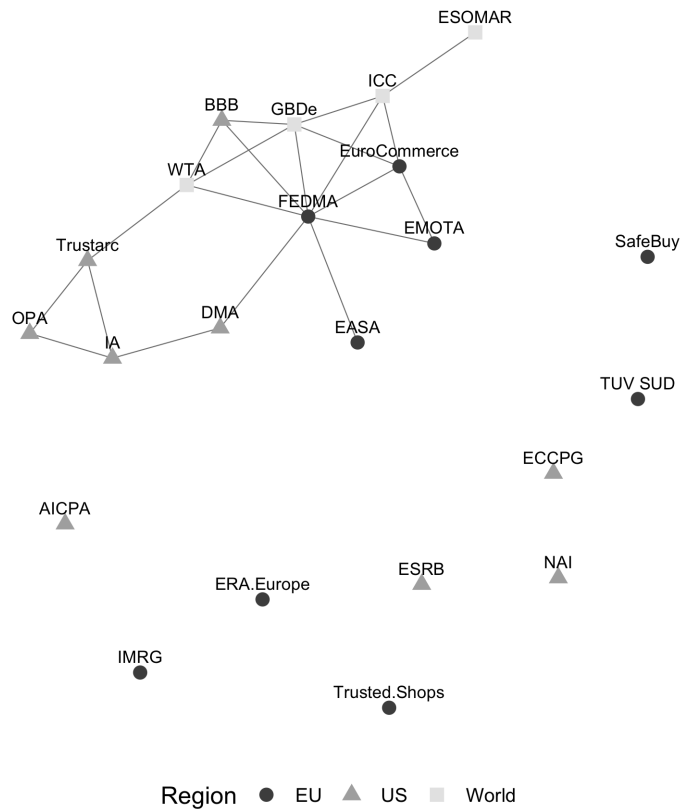 ESOMAR
ICC
BBB
GBDe
EuroCommerce
WTA
FEDMA
EMOTA
SafeBuy
Trustarc
OPA
IA
DMA
EASA
TUV SUD
ECCPG
AICPA
ESRB
NAI
ERA.Europe
IMRG
Trusted.Shops
Region EU US World